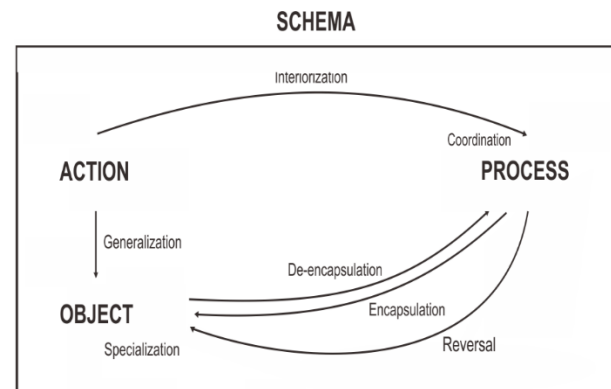 SCHEMA
Interiorization
Coordination
ACTION
PROCESS
Generalization
De-encapsulation
OBJECT
Encapsulation
Specialization
Reversal